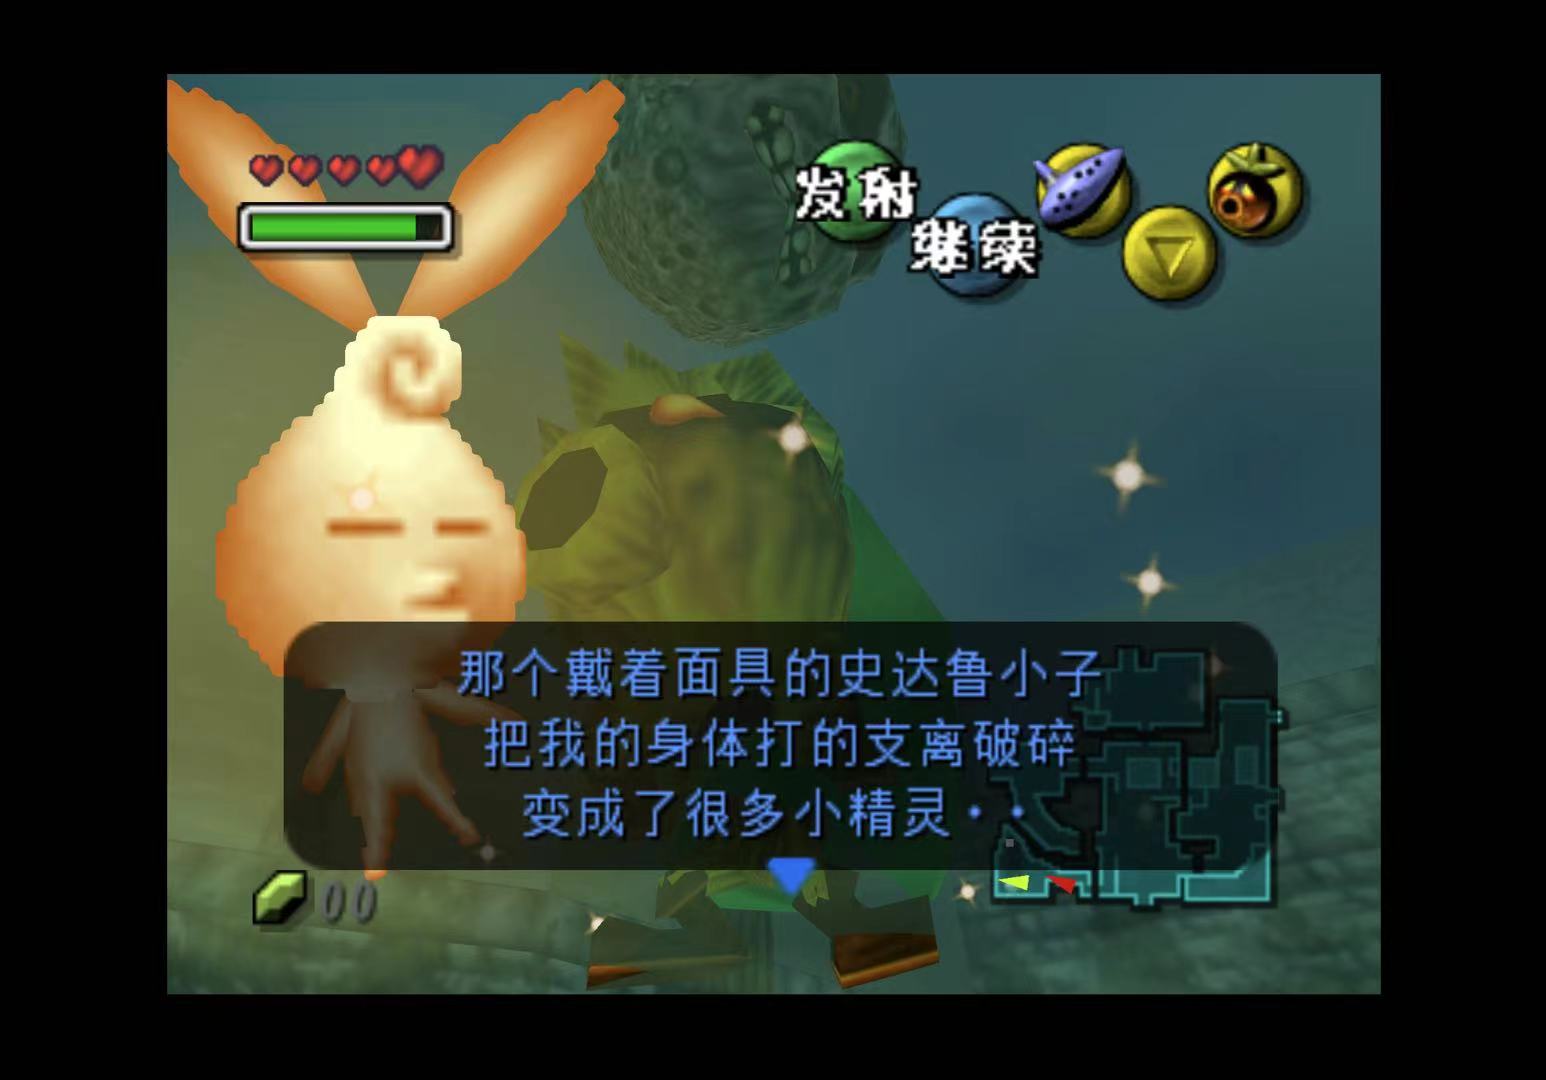 发射
继续
那个戴着面具的史达鲁小子
把我的身体打的支离破碎
变成了很多小精灵・・
00